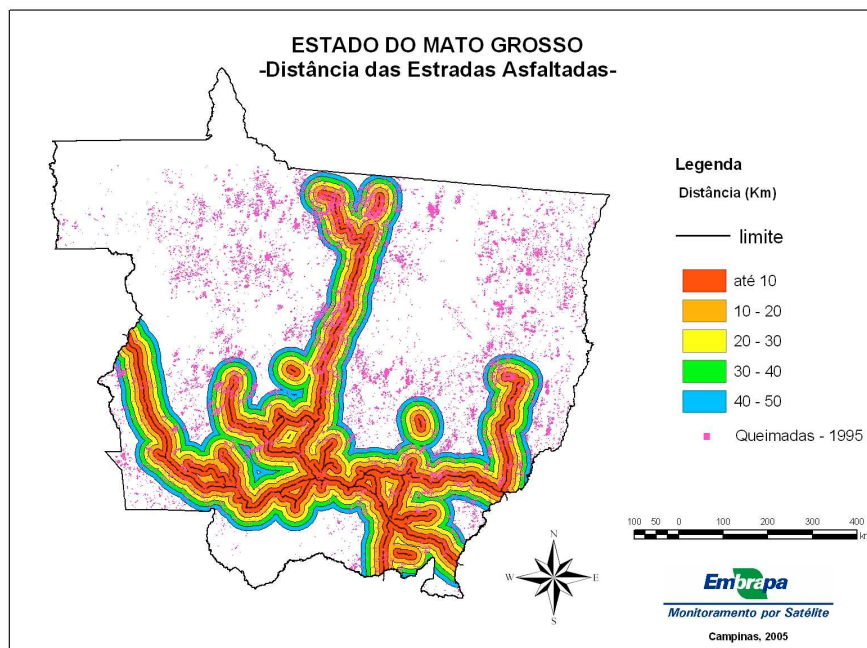 ESTADO DO MATO GROSSO
-Distância das Estradas Asfaltadas-
Legenda
Distância (Km)
limite
até 10
10 - 20
20 - 30
30 - 40
40 - 50
Queimadas - 1995
100 50 0 100 200 300 400
km
N
W E
S
Embrapa
Monitoramento por Satélite
Campinas, 2005